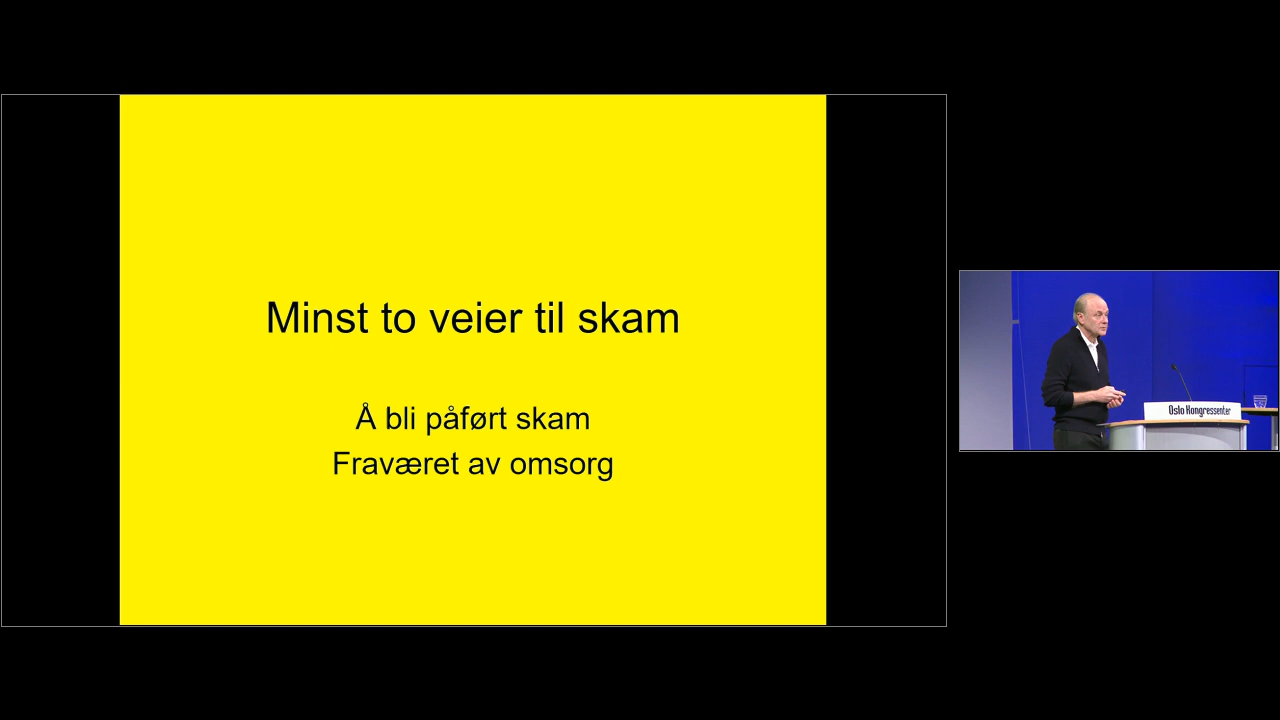 Minst to veier til skam
Å bli påført skam
Fraværet av omsorg
Oslo Kongressenter